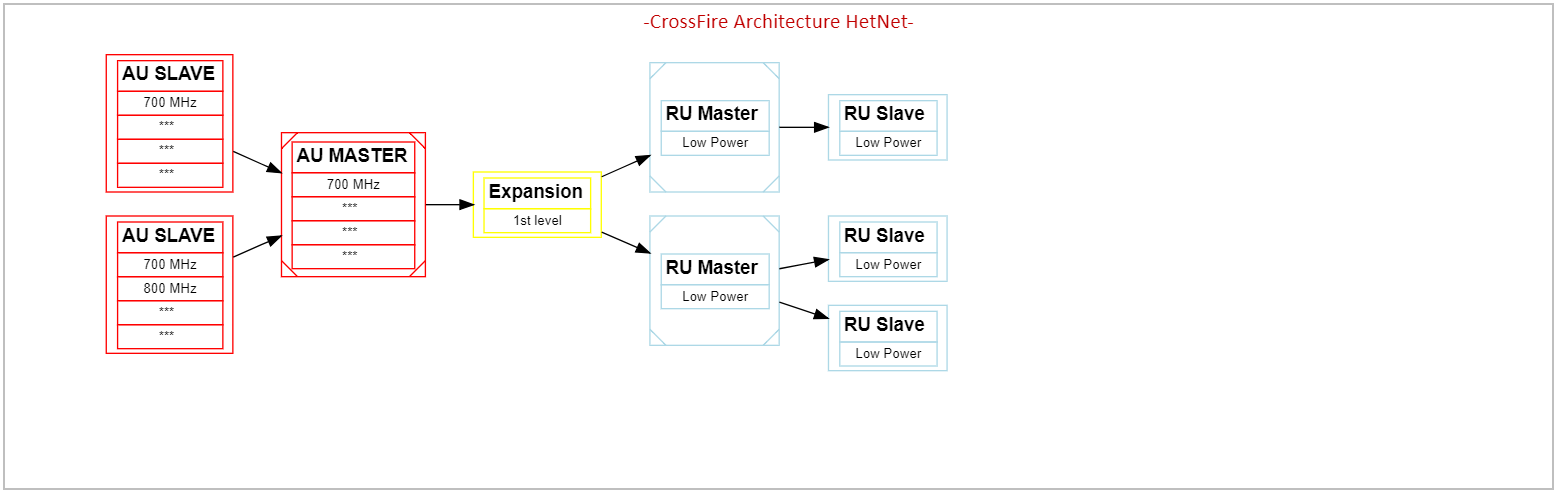 -CrossFire Architecture HetNet-
AU SLAVE
700 MHz
***
***
***
AU SLAVE
700 MHz
800 MHz
***
***
AU MASTER
700 MHz
***
***
***
Expansion
1st level
RU Master
Low Power
RU Master
Low Power
RU Slave
Low Power
RU Slave
Low Power
RU Slave
Low Power